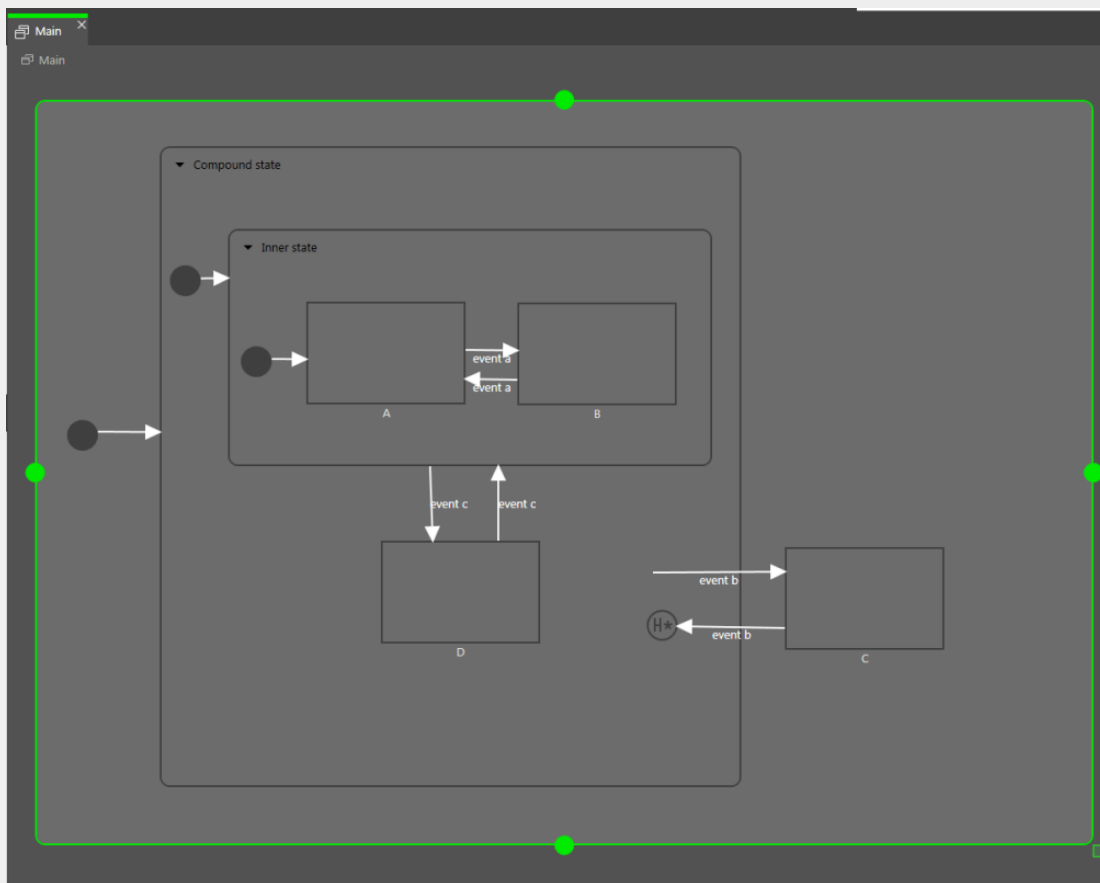 Main
Main
Compound state
Inner state
event a
event a
A
B
event c
event c
event b
H*
event b
D
C